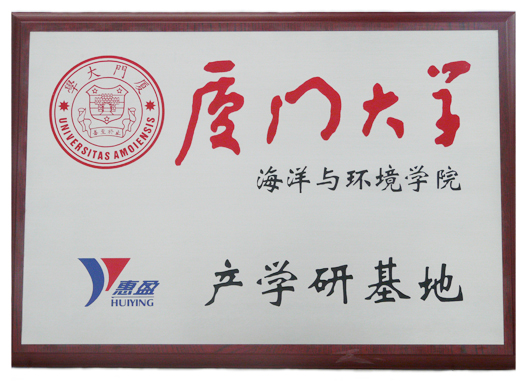 學大門廈
UNIVERSITAS AMOIENSIS
厦门大学
海洋与环境学院
惠盈
HUIYING
产学研基地